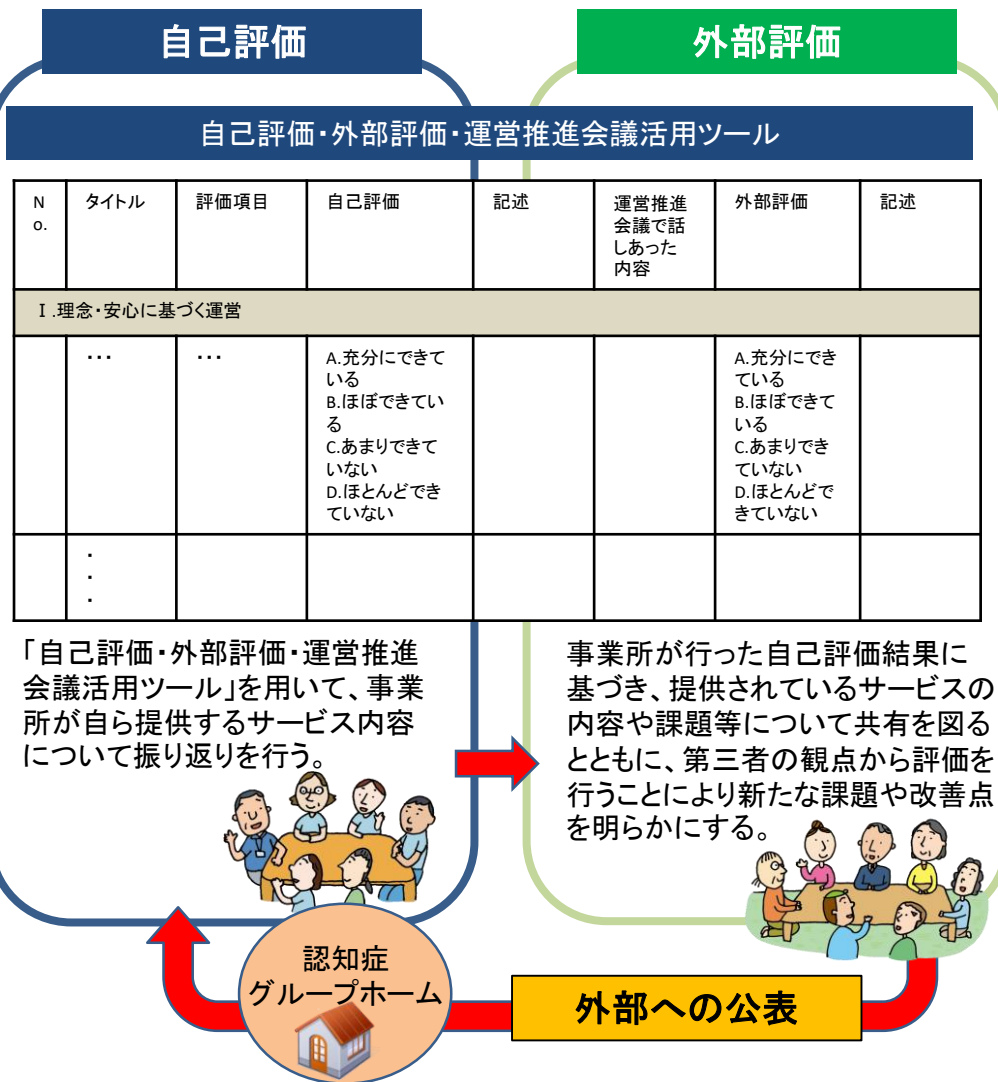 自己評価
外部評価
自己評価・外部評価・運営推進会議活用ツール
N
o.
タイトル
評価項目
自己評価
記述
運営推進
会議で話
しあった
内容
外部評価
記述
Ⅰ.理念・安心に基づく運営
･･･
･･･
A.充分にできて
いる
B.ほぼできてい
る
C.あまりできて
いない
D.ほとんどでき
ていない
A.充分にでき
ている
B.ほぼできて
いる
C.あまりでき
ていない
D.ほとんどで
きていない
・
・
・
「自己評価・外部評価・運営推進
会議活用ツール」を用いて、事業
所が自ら提供するサービス内容
について振り返りを行う。
事業所が行った自己評価結果に
基づき、提供されているサービスの
内容や課題等について共有を図る
とともに、第三者の観点から評価を
行うことにより新たな課題や改善点
を明らかにする。
認知症
グループホーム
外部への公表